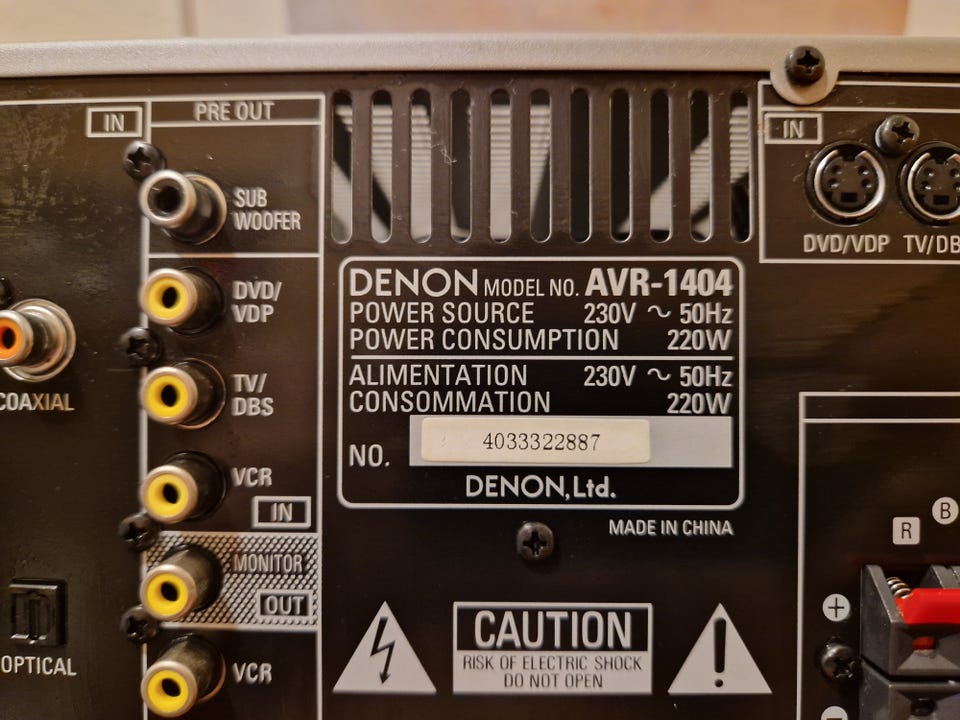 IN
PRE OUT
SUB
WOOFER
DVD/
VDP
COAXIAL
TV/
DBS
VCR
IN
MONITOR
OUT
OPTICAL
VCR
DENON MODEL NO. AVR-1404
POWER SOURCE 230V ~ 50Hz
POWER CONSUMPTION 220W
ALIMENTATION 230V ~ 50Hz
CONSOMMATION 220W
NO. 4033322887
DENON, Ltd.
MADE IN CHINA
CAUTION
RISK OF ELECTRIC SHOCK
DO NOT OPEN
IN
DVD/VDP TV/DB
R
B
+